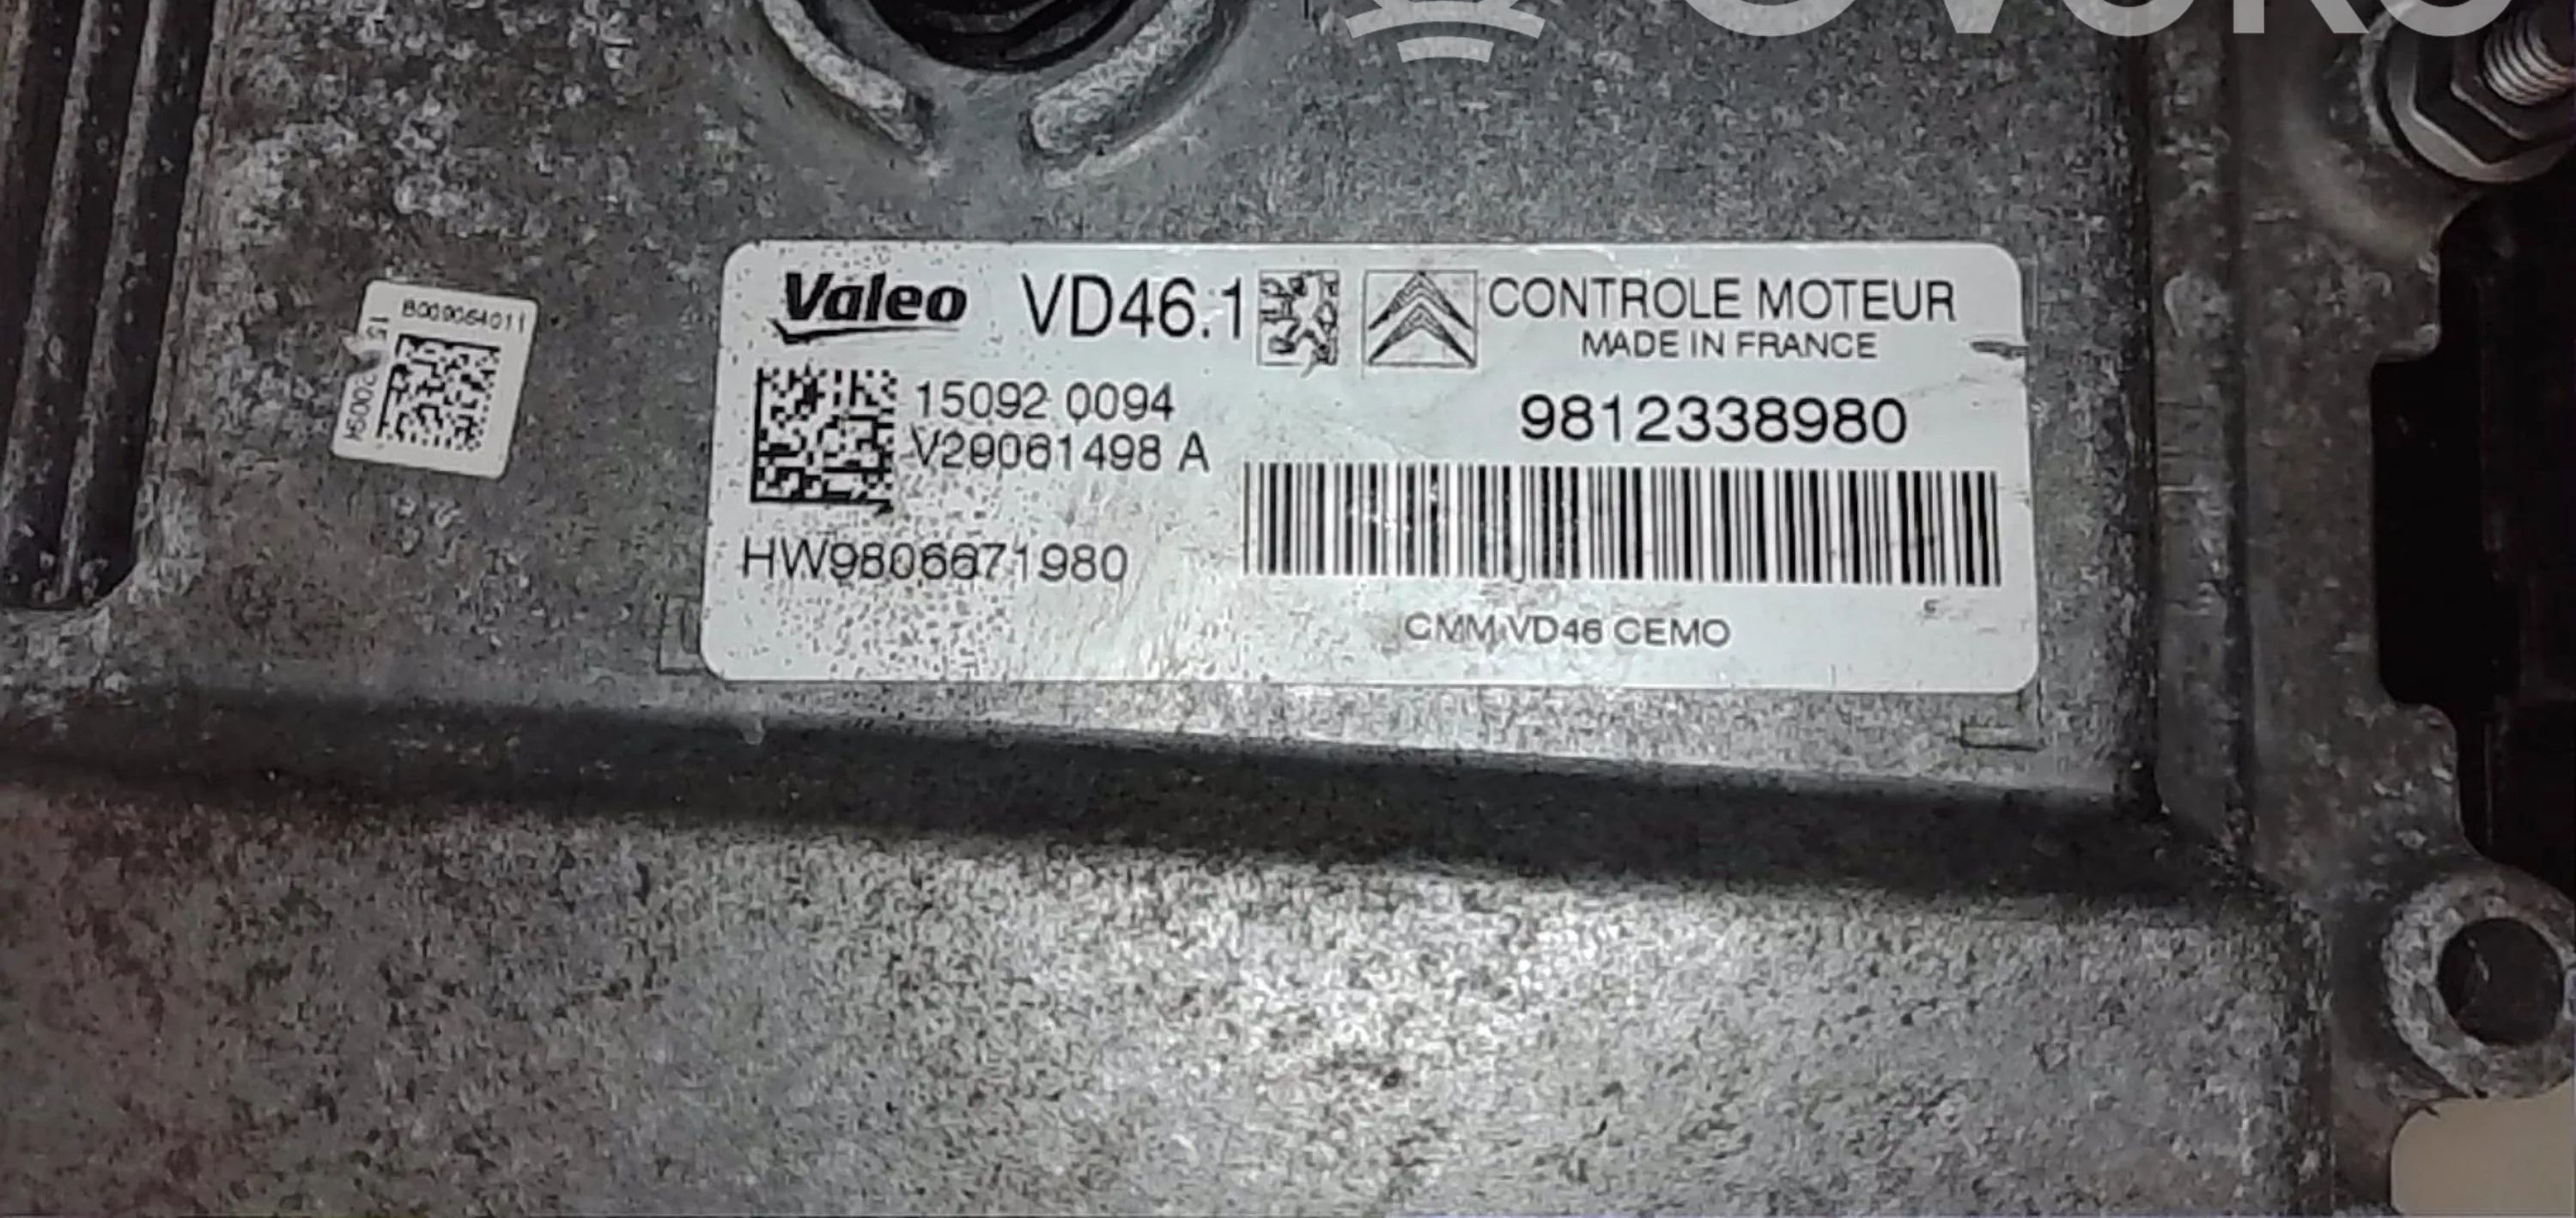 B009064011
Valeo VD46.1 CONTROLE MOTEUR
MADE IN FRANCE
15092 0094
V29061498 A
9812338980
HW9806671980
CMM VD46 CEMO